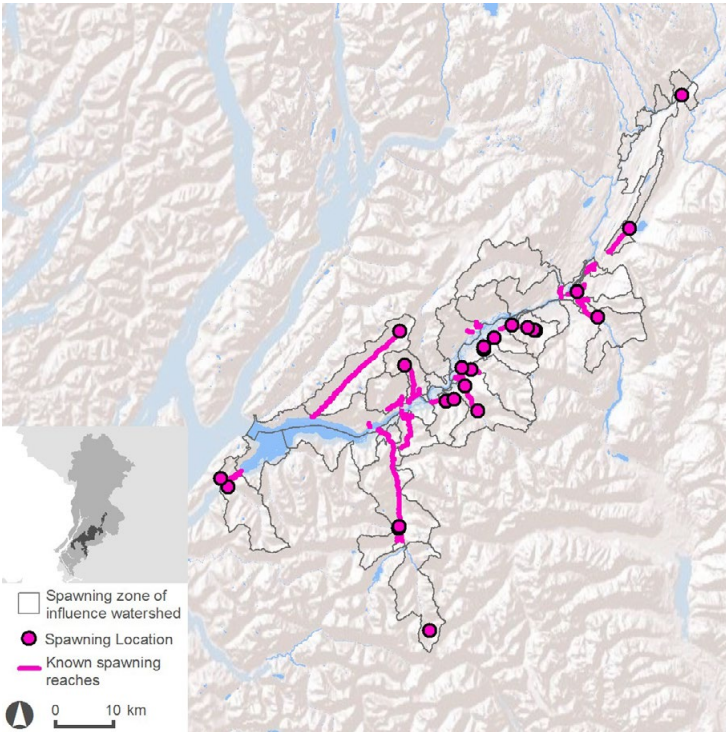 Spawning zone of
influence watershed
Spawning Location
Known spawning
reaches
0 10 km